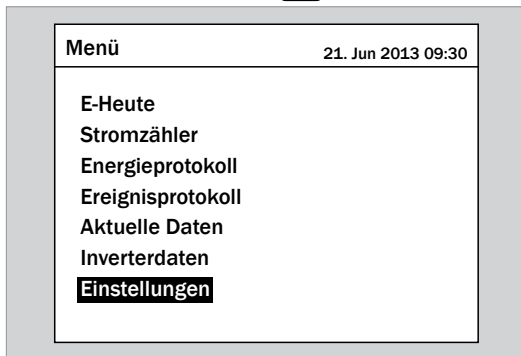 Menü
21. Jun 2013 09:30
E-Heute
Stromzähler
Energieprotokoll
Ereignisprotokoll
Aktuelle Daten
Inverterdaten
Einstellungen